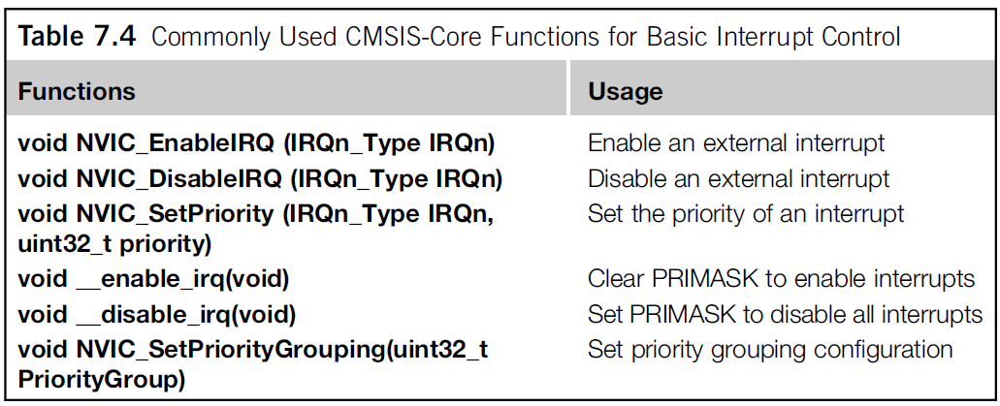 Table 7.4 Commonly Used CMSIS-Core Functions for Basic Interrupt Control
Functions Usage
void NVIC_EnableIRQ (IRQn_Type IRQn) Enable an external interrupt
void NVIC_DisableIRQ (IRQn_Type IRQn) Disable an external interrupt
void NVIC_SetPriority (IRQn_Type IRQn, Set the priority of an interrupt
uint32_t priority)
void __enable_irq(void) Clear PRIMASK to enable interrupts
void __disable_irq(void) Set PRIMASK to disable all interrupts
void NVIC_SetPriorityGrouping(uint32_t Set priority grouping configuration
PriorityGroup)